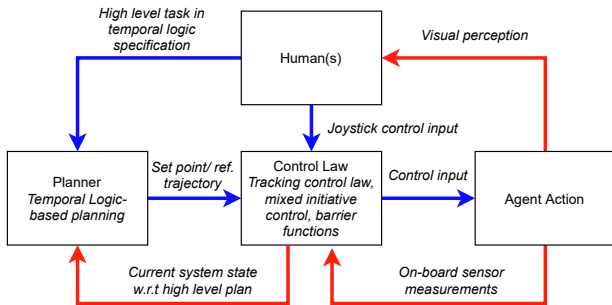 High level task in
temporal logic
specification
Human(s)
Visual perception
Joystick control input
Planner
Temporal Logic-
based planning
Set point/ ref.
trajectory
Control Law
Tracking control law,
mixed initiative
control, barrier
functions
Control input
Agent Action
Current system state
w.r.t high level plan
On-board sensor
measurements